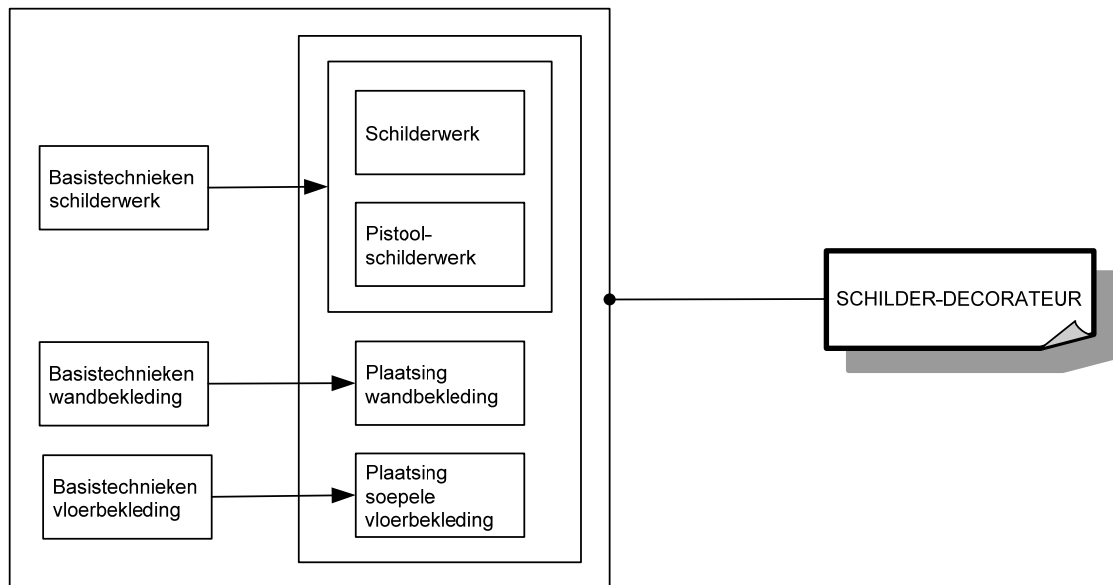 Schilderwerk
Basistechnieken
schilderwerk
Pistool-
schilderwerk
SCHILDER-DECORATEUR
Basistechnieken
wandbekleding
Plaatsing
wandbekleding
Basistechnieken
vloerbekleding
Plaatsing
soepele
vloerbekleding